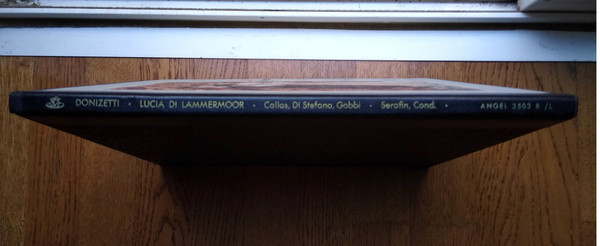 DONIZETTI · LUCIA DI LAMMERMOOR · Callas, Di Stefano, Gobbi · Serafin, Cond. · ANGEL 3503 B /L